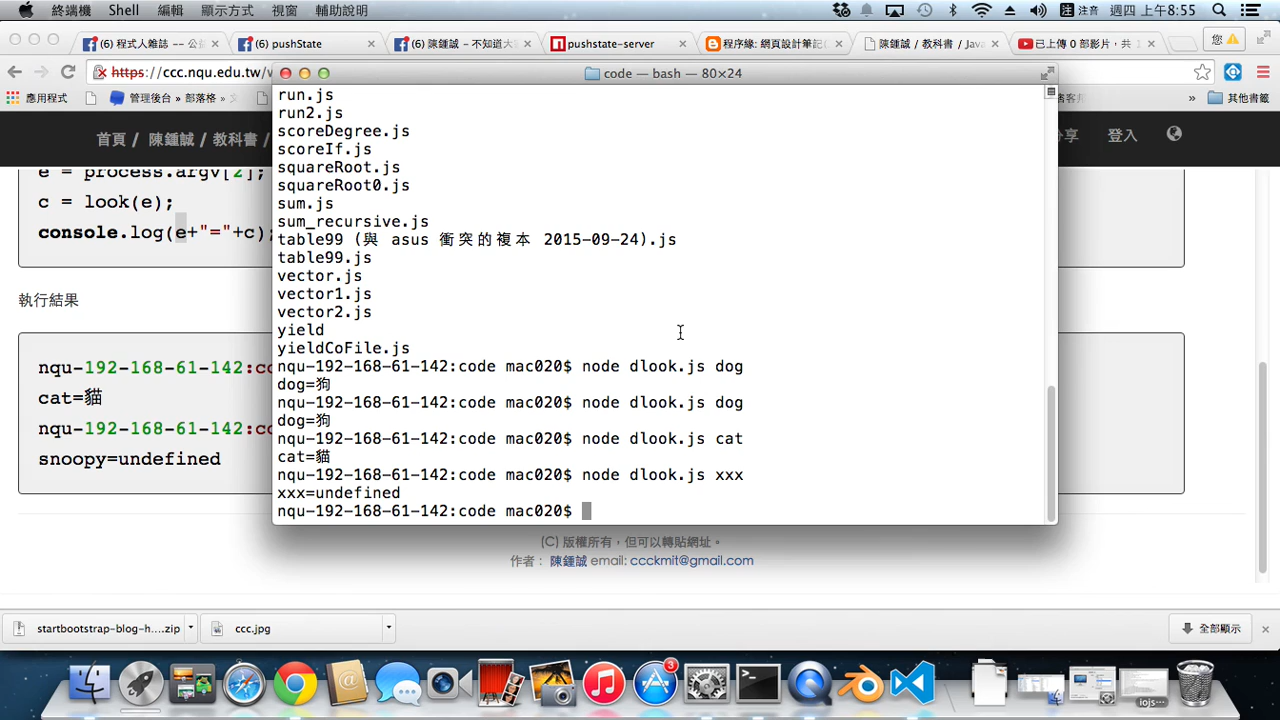 終端機 Shell 編輯 顯示方式 視窗 輔助說明 注音 週四 上午8:55
(6) 程式人雜誌 -- 公
(6) pushState
(6) 陳鍾誠 - 不知道大
pushstate-server
程序緣: 網頁設計筆記
陳鍾誠 / 教科書 / Java
已上傳 0 部影片，共
您
https://ccc.nqu.edu.tw/
code — bash — 80×24
應用程式 管理後台 » 部落格 » » 其他書籤
首頁 / 陳鍾誠 / 教科書 / 分享 登入
e = process.argv[2];
c = look(e);
console.log(e+"="+c);
執行結果
nqu-192-168-61-142:co
cat=貓
nqu-192-168-61-142:co
snoopy=undefined
run.js
run2.js
scoreDegree.js
scoreIf.js
squareRoot.js
squareRoot0.js
sum.js
sum_recursive.js
table99 (與 asus 衝突的複本 2015-09-24).js
table99.js
vector.js
vector1.js
vector2.js
yield
yieldCoFile.js
nqu-192-168-61-142:code mac020$ node dlook.js dog
dog=狗
nqu-192-168-61-142:code mac020$ node dlook.js dog
dog=狗
nqu-192-168-61-142:code mac020$ node dlook.js cat
cat=貓
nqu-192-168-61-142:code mac020$ node dlook.js xxx
xxx=undefined
nqu-192-168-61-142:code mac020$
(C) 版權所有，但可以轉貼網址。
作者： 陳鍾誠 email: ccckmit@gmail.com
startbootstrap-blog-h....zip
ccc.jpg
全部顯示
3
iojs